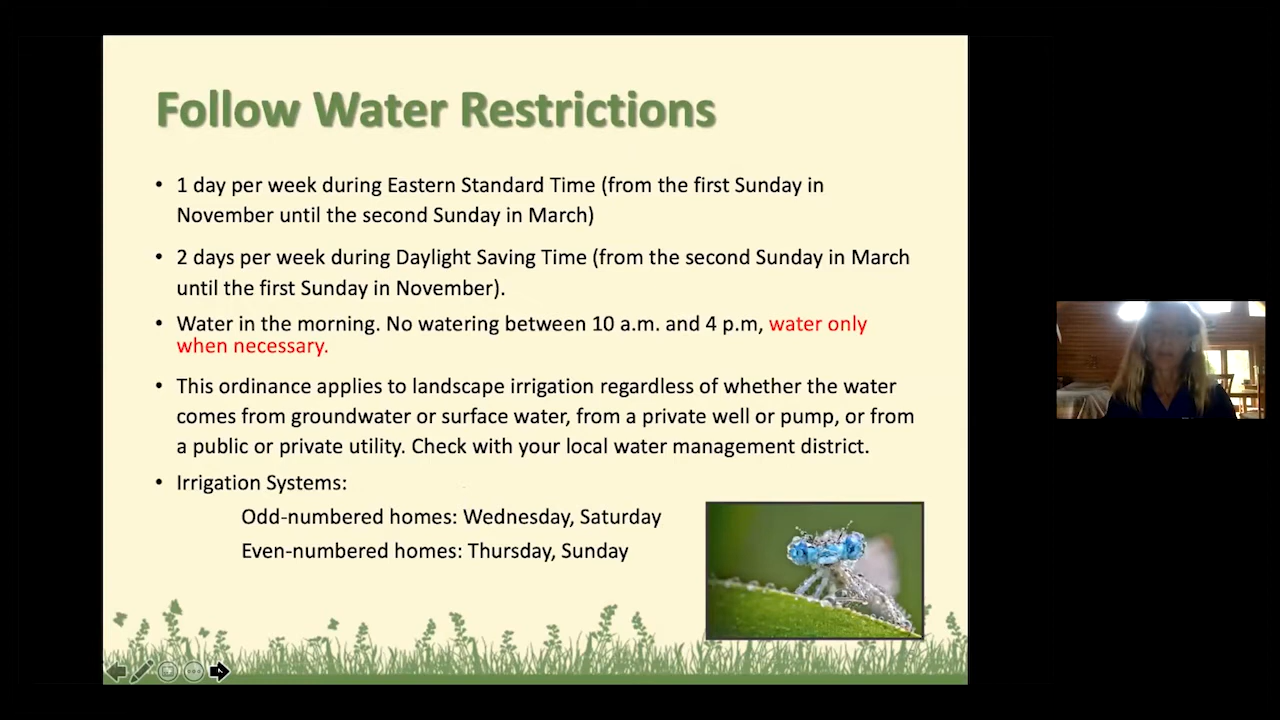 Follow Water Restrictions
• 1 day per week during Eastern Standard Time (from the first Sunday in
November until the second Sunday in March)
• 2 days per week during Daylight Saving Time (from the second Sunday in March
until the first Sunday in November).
• Water in the morning. No watering between 10 a.m. and 4 p.m, water only
when necessary.
• This ordinance applies to landscape irrigation regardless of whether the water
comes from groundwater or surface water, from a private well or pump, or from
a public or private utility. Check with your local water management district.
• Irrigation Systems:
Odd-numbered homes: Wednesday, Saturday
Even-numbered homes: Thursday, Sunday